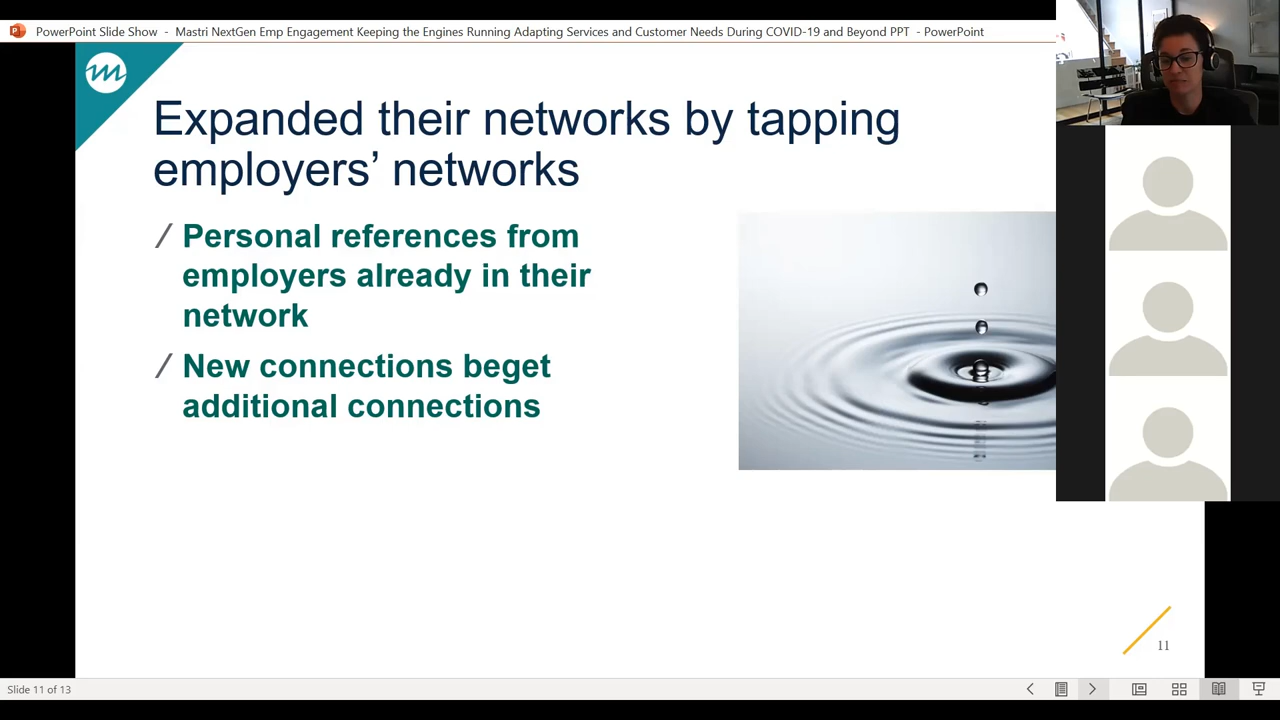 PowerPoint Slide Show - Mastri NextGen Emp Engagement Keeping the Engines Running Adapting Services and Customer Needs During COVID-19 and Beyond PPT - PowerPoint
Expanded their networks by tapping
employers’ networks
/ Personal references from
employers already in their
network
/ New connections beget
additional connections
11
Slide 11 of 13